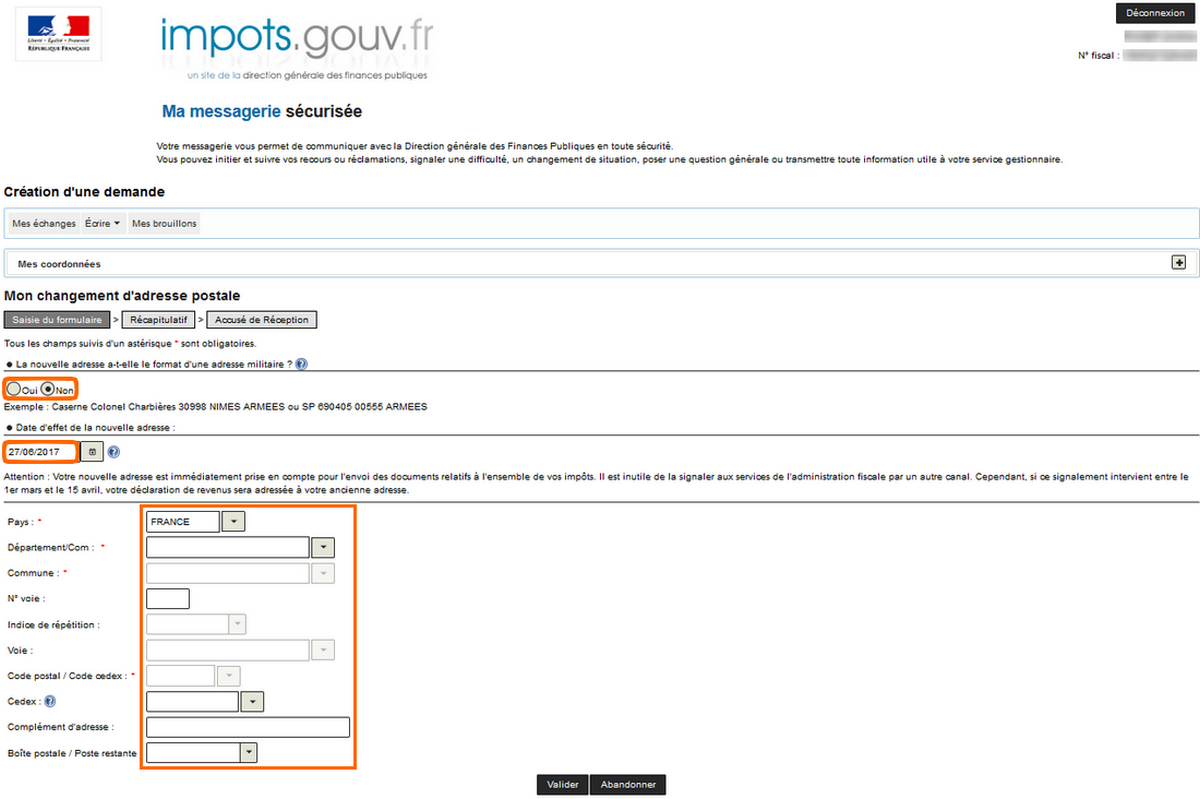 Déconnexion
Liberté • Égalité • Fraternité
RÉPUBLIQUE FRANÇAISE
impots.gouv.fr
N° fiscal :
un site de la direction générale des finances publiques
Ma messagerie sécurisée
Votre messagerie vous permet de communiquer avec la Direction générale des Finances Publiques en toute sécurité.
Vous pouvez initier et suivre vos recours ou réclamations, signaler une difficulté, un changement de situation, poser une question générale ou transmettre toute information utile à votre service gestionnaire.
Création d'une demande
Mes échanges Écrire Mes brouillons
Mes coordonnées
Mon changement d'adresse postale
Saisie du formulaire > Récapitulatif > Accusé de Réception
Tous les champs suivis d'un astérisque * sont obligatoires.
● La nouvelle adresse a-t-elle le format d'une adresse militaire ? ?
Oui Non
Exemple : Caserne Colonel Charbières 30998 NIMES ARMEES ou SP 690405 00555 ARMEES
● Date d'effet de la nouvelle adresse :
27/06/2017 ?
Attention : Votre nouvelle adresse est immédiatement prise en compte pour l'envoi des documents relatifs à l'ensemble de vos impôts. Il est inutile de la signaler aux services de l'administration fiscale par un autre canal. Cependant, si ce signalement intervient entre le
1er mars et le 15 avril, votre déclaration de revenus sera adressée à votre ancienne adresse.
Pays : * FRANCE
Département/Com : *
Commune : *
N° voie :
Indice de répétition :
Voie :
Code postal / Code cedex : *
Cedex : ?
Complément d'adresse :
Boîte postale / Poste restante
Valider Abandonner